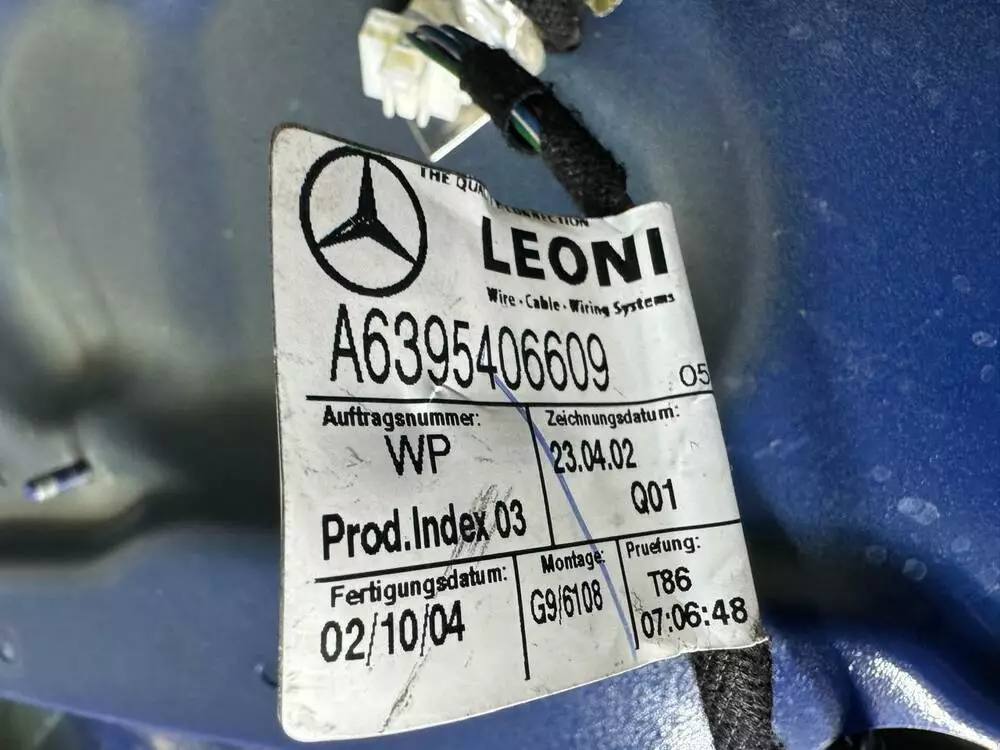 THE QUALITY CONNECTION
LEONI
Wire • Cable • Wiring Systems
A6395406609 05
Auftragsnummer:
WP
Prod.Index 03
Zeichnungsdatum:
23.04.02
Q01
Fertigungsdatum:
02/10/04
Montage:
G9/6108
Pruefung:
T86
07:06:48